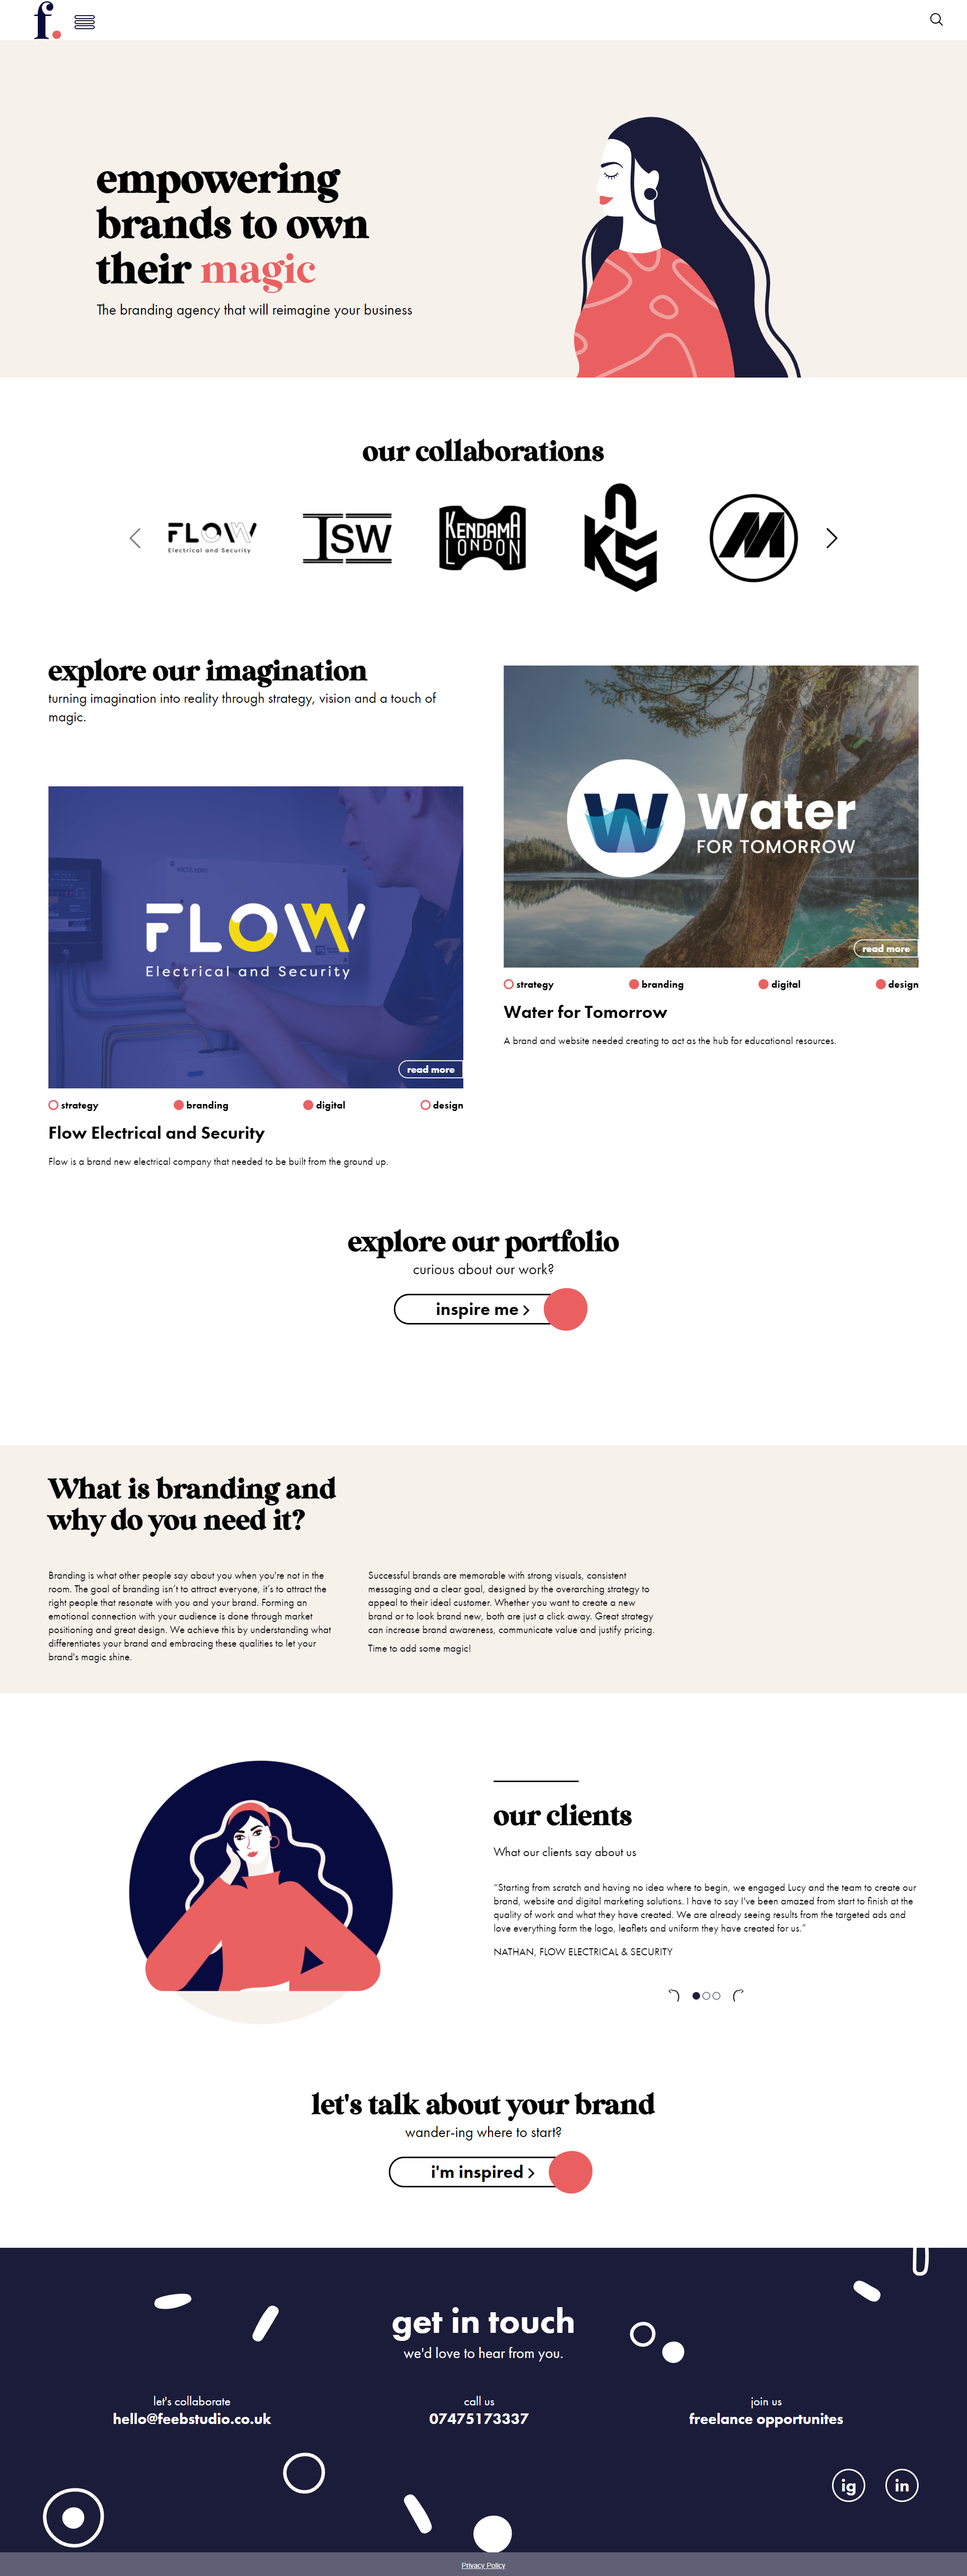 f.
empowering
brands to own
their magic
The branding agency that will reimagine your business
our collaborations
FLOW
Electrical and Security
ISW
KENDAMA
LONDON
explore our imagination
turning imagination into reality through strategy, vision and a touch of
magic.
FLOW
Electrical and Security
read more
strategy branding digital design
Flow Electrical and Security
Flow is a brand new electrical company that needed to be built from the ground up.
W Water
FOR TOMORROW
read more
strategy branding digital design
Water for Tomorrow
A brand and website needed creating to act as the hub for educational resources.
explore our portfolio
curious about our work?
inspire me >
What is branding and
why do you need it?
Branding is what other people say about you when you're not in the
room. The goal of branding isn't to attract everyone, it's to attract the
right people that resonate with you and your brand. Forming an
emotional connection with your audience is done through market
positioning and great design. We achieve this by understanding what
differentiates your brand and embracing these qualities to let your
brand's magic shine.
Successful brands are memorable with strong visuals, consistent
messaging and a clear goal, designed by the overarching strategy to
appeal to their ideal customer. Whether you want to create a new
brand or to look brand new, both are just a click away. Great strategy
can increase brand awareness, communicate value and justify pricing.
Time to add some magic!
our clients
What our clients say about us
“Starting from scratch and having no idea where to begin, we engaged Lucy and the team to create our
brand, website and digital marketing solutions. I have to say I've been amazed from start to finish at the
quality of work and what they have created. We are already seeing results from the targeted ads and
love everything form the logo, leaflets and uniform they have created for us.”
NATHAN, FLOW ELECTRICAL & SECURITY
let's talk about your brand
wander-ing where to start?
i'm inspired >
get in touch
we'd love to hear from you.
let's collaborate
hello@feebstudio.co.uk
call us
07475173337
join us
freelance opportunites
ig in
Privacy Policy